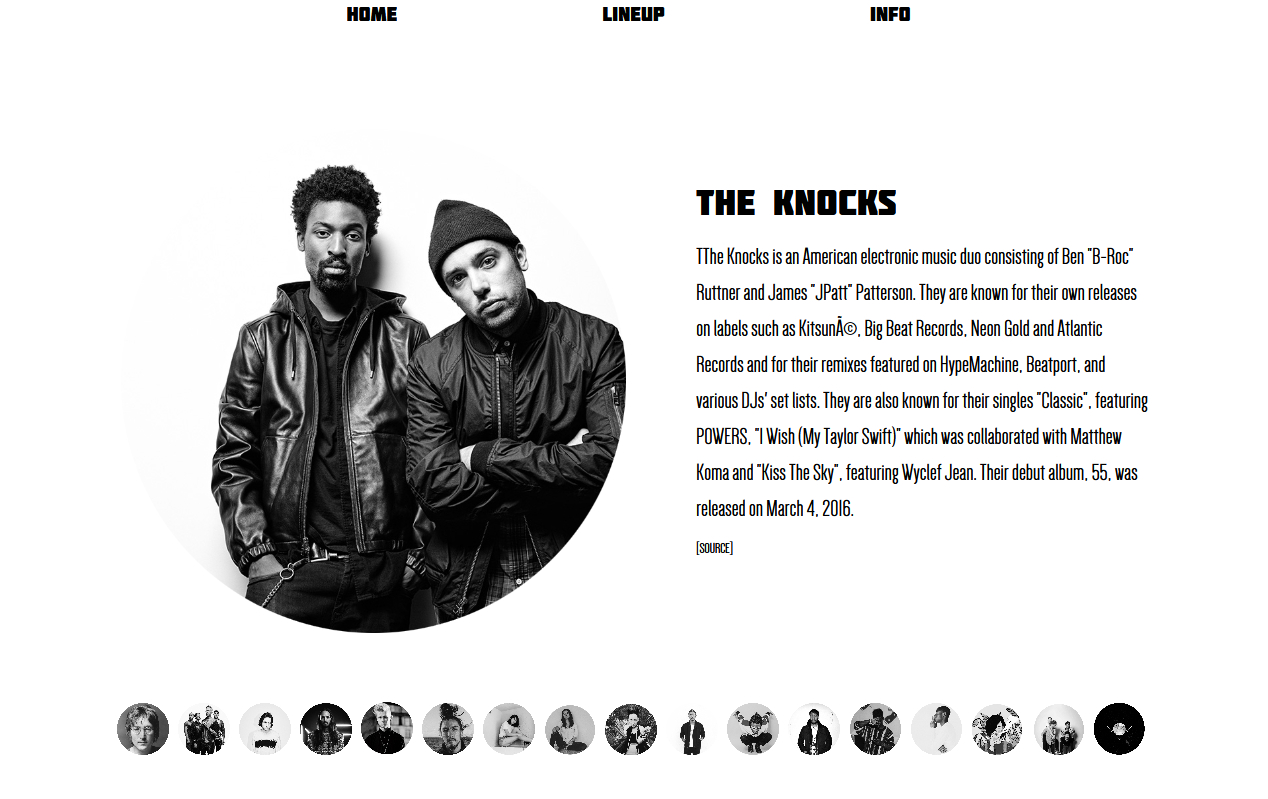 HOME LINEUP INFO
THE KNOCKS
TThe Knocks is an American electronic music duo consisting of Ben "B-Roc"
Ruttner and James "JPatt" Patterson. They are known for their own releases
on labels such as KitsunÃ©, Big Beat Records, Neon Gold and Atlantic
Records and for their remixes featured on HypeMachine, Beatport, and
various DJs' set lists. They are also known for their singles "Classic", featuring
POWERS, "I Wish (My Taylor Swift)" which was collaborated with Matthew
Koma and "Kiss The Sky", featuring Wyclef Jean. Their debut album, 55, was
released on March 4, 2016.
[SOURCE]